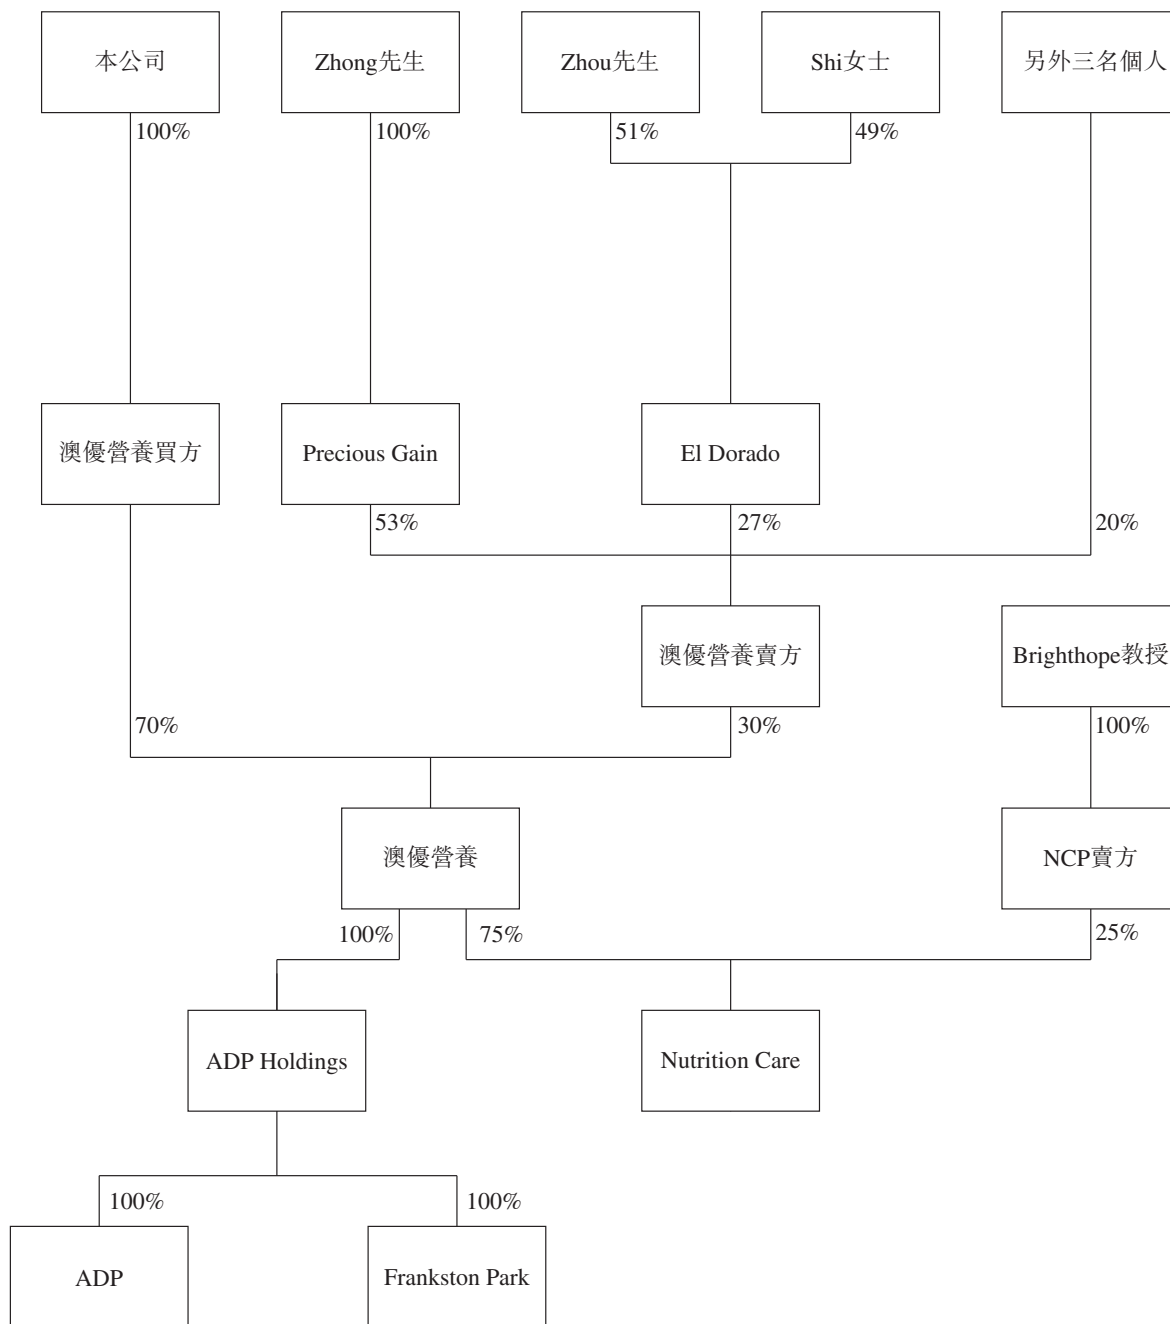 本公司
Zhong先生
Zhou先生
Shi女士
另外三名個人
100%
100%
51%
49%
澳優營養買方
Precious Gain
El Dorado
53%
27%
20%
澳優營養賣方
Brighthope教授
70%
30%
100%
澳優營養
NCP賣方
100%
75%
25%
ADP Holdings
Nutrition Care
100%
100%
ADP
Frankston Park